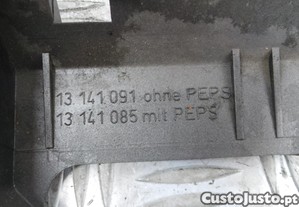 13 141 091 ohne PEPS
13 141 085 mit PEPS
CustoJusto.pt